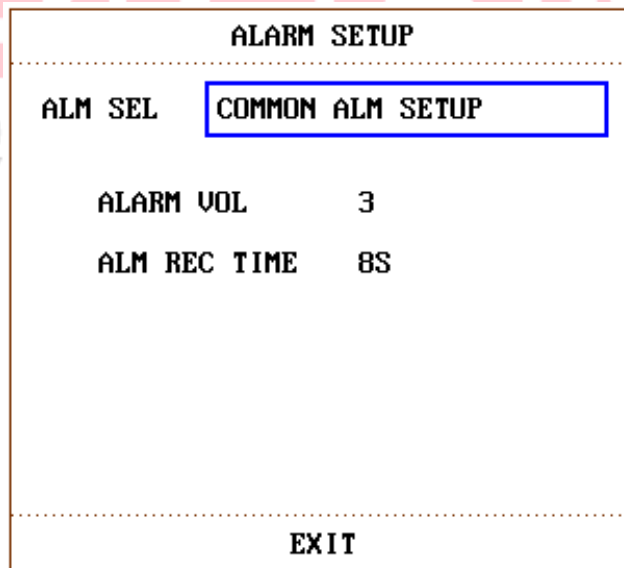 ALARM SETUP
ALM SEL COMMON ALM SETUP
ALARM VOL 3
ALM REC TIME 8S
EXIT